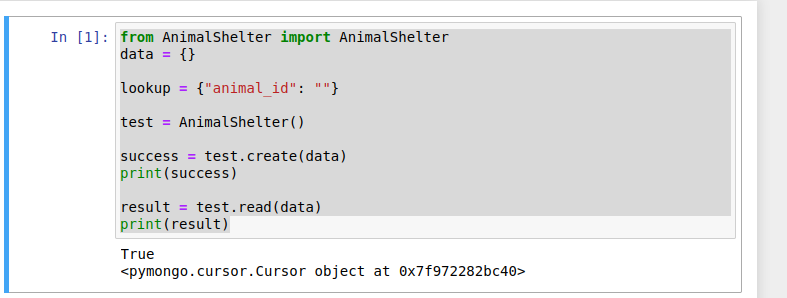 In [1]: from AnimalShelter import AnimalShelter
data = {}
lookup = {"animal_id": ""}
test = AnimalShelter()
success = test.create(data)
print(success)
result = test.read(data)
print(result)
True
<pymongo.cursor.Cursor object at 0x7f972282bc40>